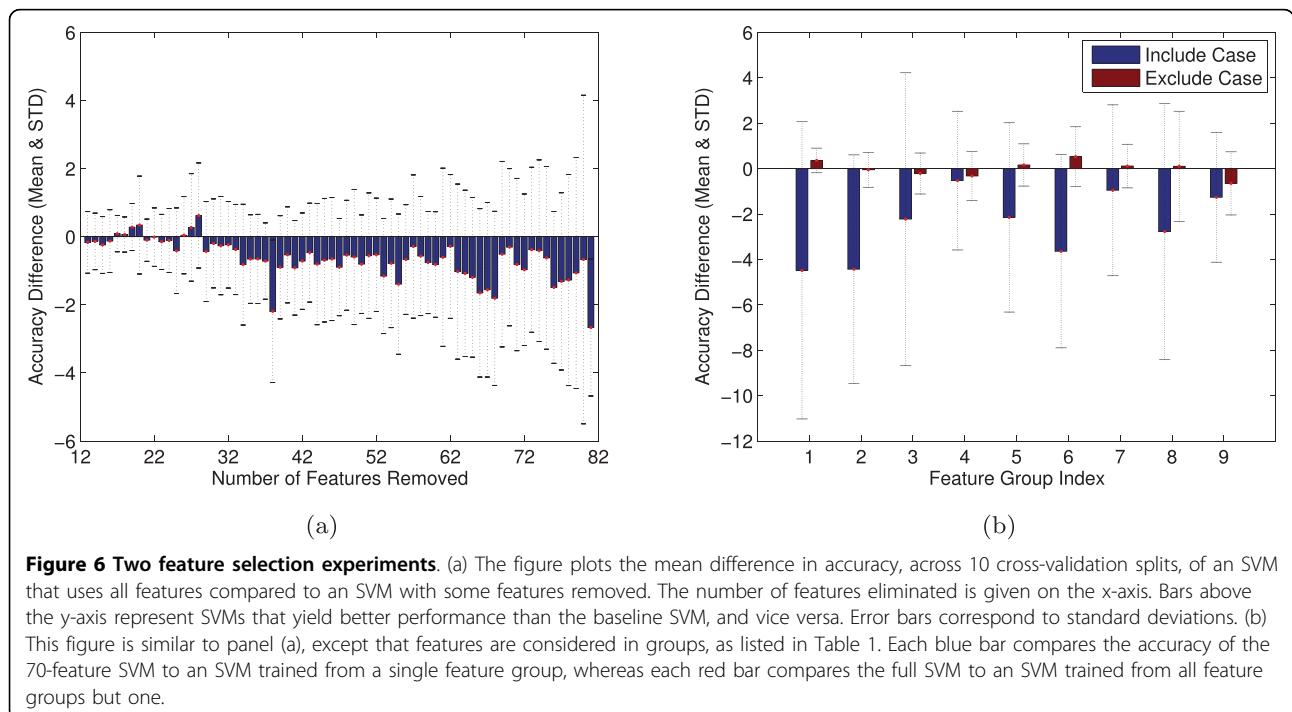 6
4
2
0
−2
−4
−6
12 22 32 42 52 62 72 82
Accuracy Difference (Mean & STD)
Number of Features Removed
(a)
6
4
2
0
−2
−4
−6
−8
−10
−12
1 2 3 4 5 6 7 8 9
Accuracy Difference (Mean & STD)
Feature Group Index
Include Case
Exclude Case
(b)
Figure 6 Two feature selection experiments. (a) The figure plots the mean difference in accuracy, across 10 cross-validation splits, of an SVM
that uses all features compared to an SVM with some features removed. The number of features eliminated is given on the x-axis. Bars above
the y-axis represent SVMs that yield better performance than the baseline SVM, and vice versa. Error bars correspond to standard deviations. (b)
This figure is similar to panel (a), except that features are considered in groups, as listed in Table 1. Each blue bar compares the accuracy of the
70-feature SVM to an SVM trained from a single feature group, whereas each red bar compares the full SVM to an SVM trained from all feature
groups but one.